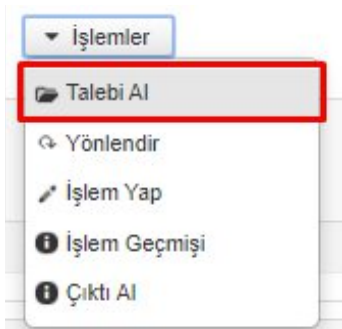 İşlemler
Talebi Al
Yönlendir
İşlem Yap
İşlem Geçmişi
Çıktı Al